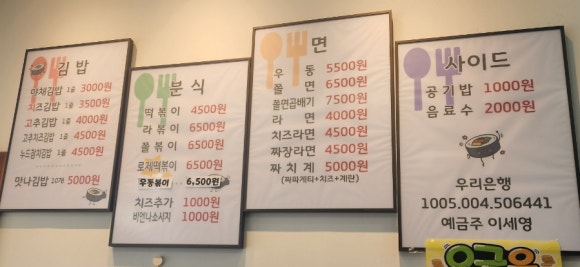 김밥
야채김밥 1줄 3000원
치즈김밥 1줄 3500원
고추김밥 1줄 4000원
고추치즈김밥 1줄 4500원
누드참치김밥 1줄 4500원
맛나김밥 10개 5000원
분식
떡볶이 4500원
라볶이 6500원
쫄볶이 6500원
로제떡볶이 6500원
우동볶이 6,500원
치즈추가 1000원
비엔나소시지 1000원
면
우동 5500원
쫄면 6500원
쫄면곱배기 7500원
라면 4000원
치즈라면 4500원
짜장라면 4500원
짜치계 5000원
(짜파게티+치즈+계란)
사이드
공기밥 1000원
음료수 2000원
우리은행
1005.004.506441
예금주 이세영